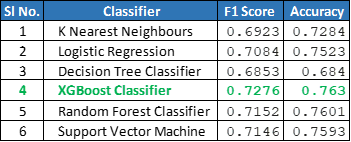 Sl No. Classifier F1 Score Accuracy
1 K Nearest Neighbours 0.6923 0.7284
2 Logistic Regression 0.7084 0.7523
3 Decision Tree Classifier 0.6853 0.684
4 XGBoost Classifier 0.7276 0.763
5 Random Forest Classifier 0.7152 0.7601
6 Support Vector Machine 0.7146 0.7593